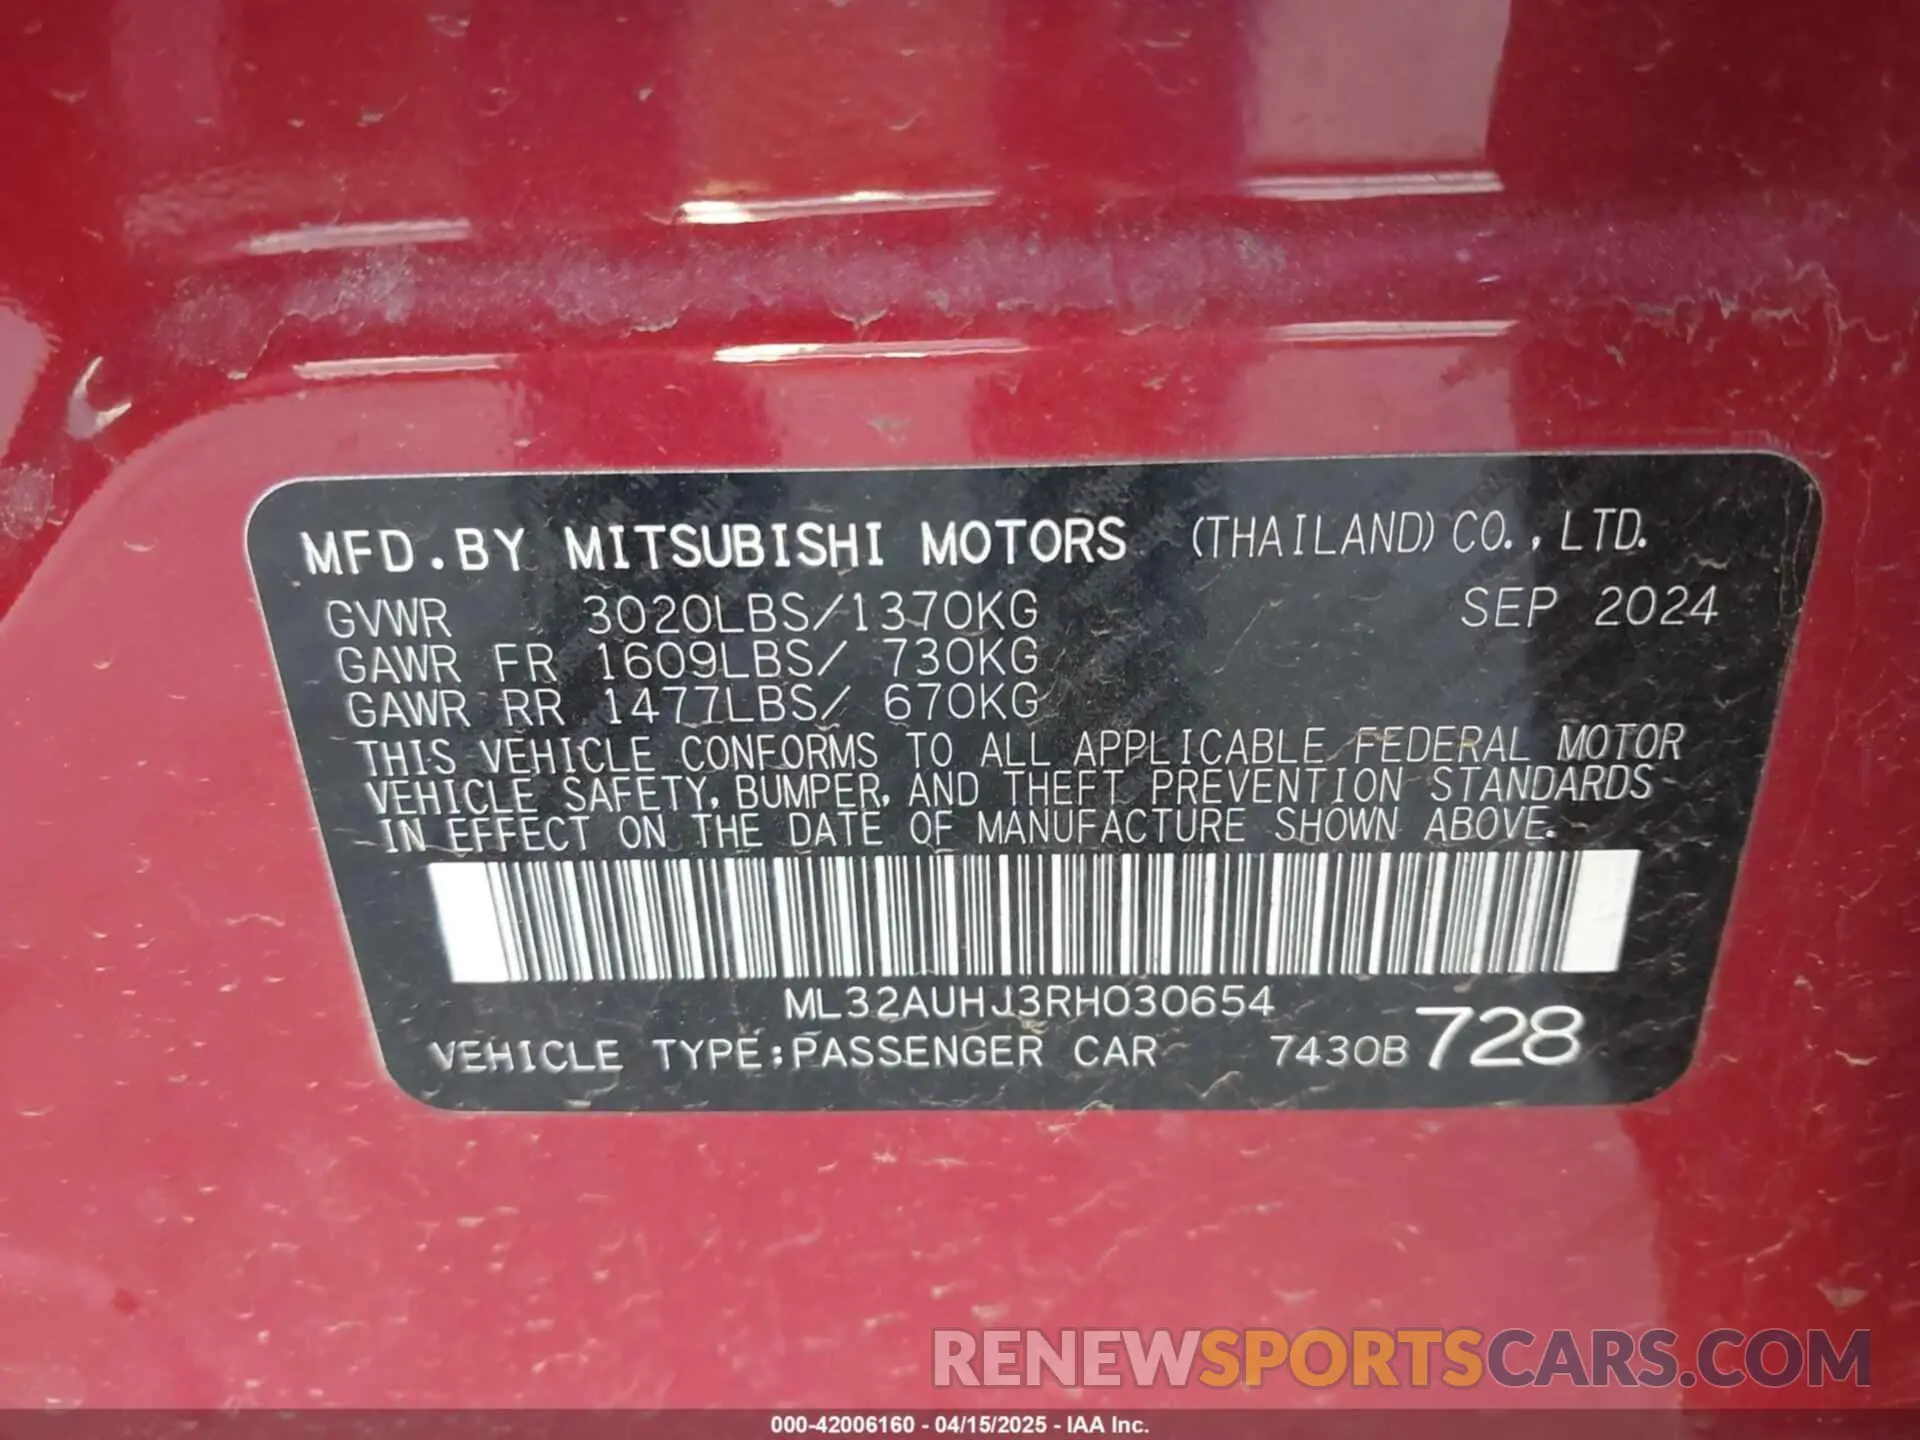 MFD.BY MITSUBISHI MOTORS (THAILAND) CO., LTD.
GVWR 3020LBS/1370KG SEP 2024
GAWR FR 1609LBS/ 730KG
GAWR RR 1477LBS/ 670KG
THIS VEHICLE CONFORMS TO ALL APPLICABLE FEDERAL MOTOR
VEHICLE SAFETY, BUMPER, AND THEFT PREVENTION STANDARDS
IN EFFECT ON THE DATE OF MANUFACTURE SHOWN ABOVE.
ML32AUHJ3RH030654
VEHICLE TYPE:PASSENGER CAR 7430B 728
RENEWSPORTSCARS.COM
000-42006160 - 04/15/2025 - IAA Inc.